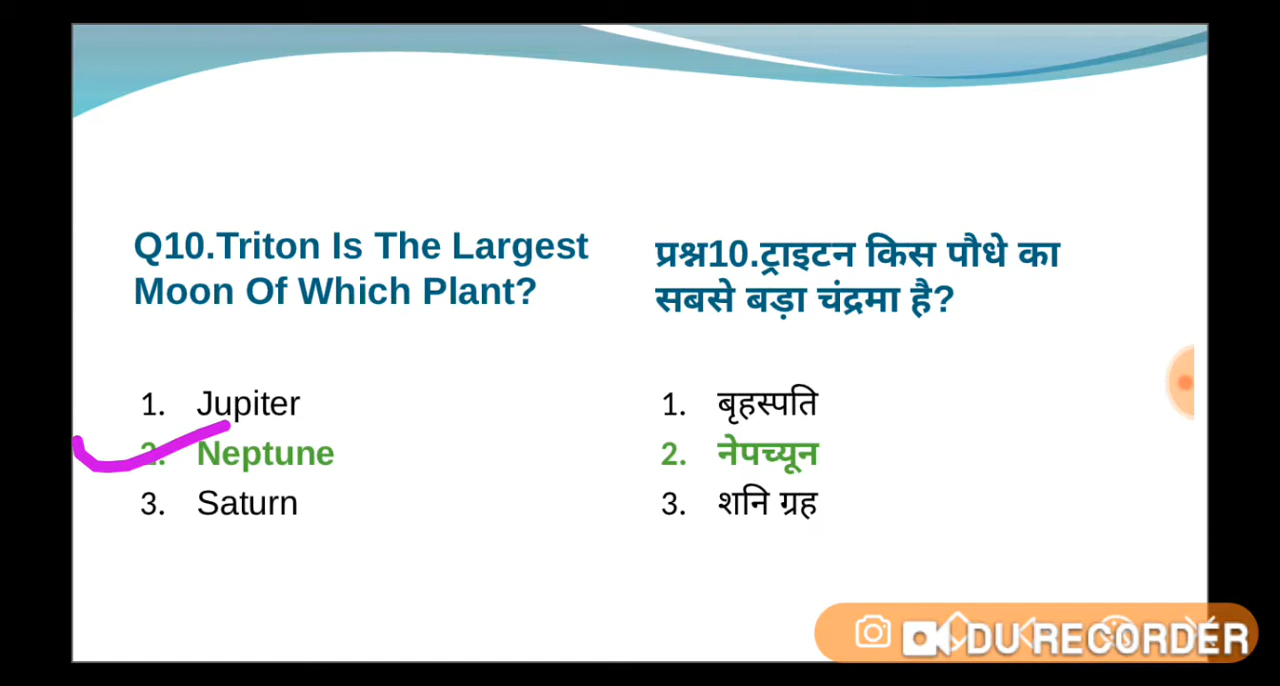 Q10.Triton Is The Largest
Moon Of Which Plant?
1. Jupiter
2. Neptune
3. Saturn
प्रश्न10.ट्राइटन किस पौधे का
सबसे बड़ा चंद्रमा है?
1. बृहस्पति
2. नेपच्यून
3. शनि ग्रह
DU RECORDER